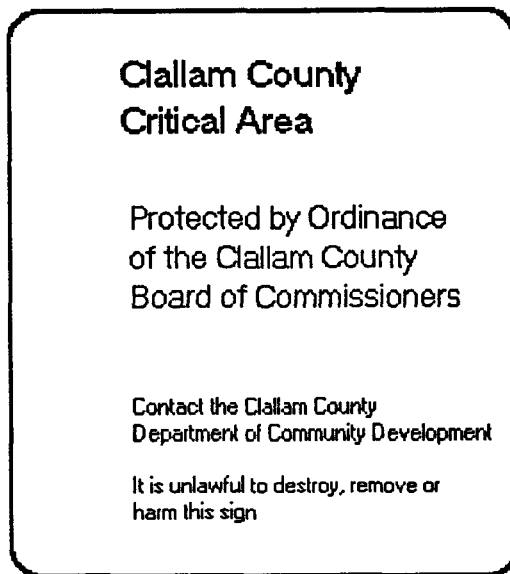 Clallam County
Critical Area
Protected by Ordinance
of the Clallam County
Board of Commissioners
Contact the Clallam County
Department of Community Development
It is unlawful to destroy, remove or
harm this sign